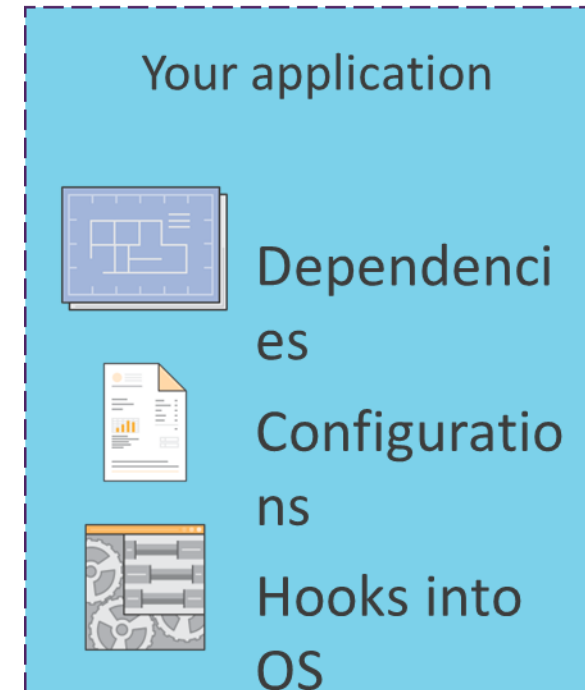 Your application
Dependenci
es
Configuratio
ns
Hooks into
OS